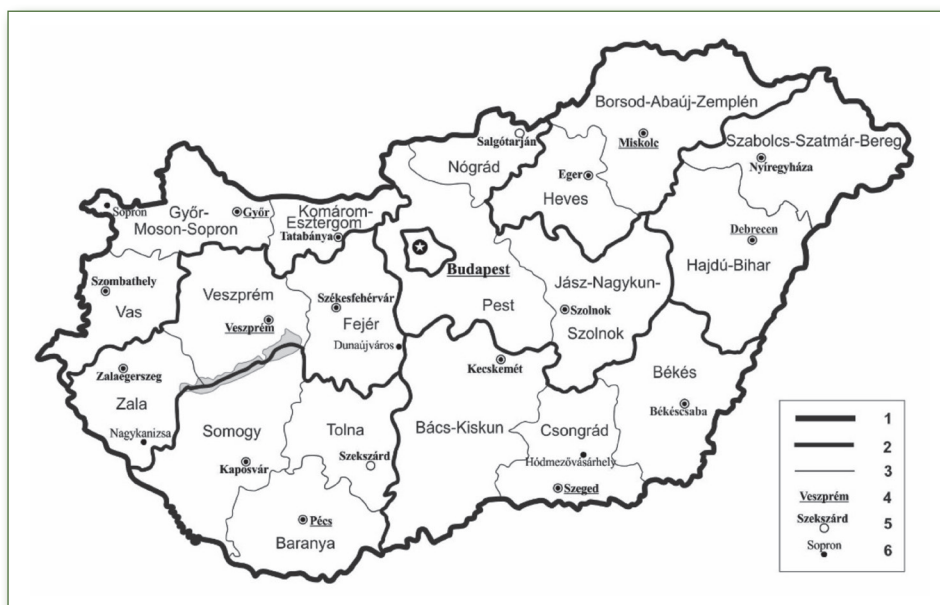 Borsod-Abaúj-Zemplén
Salgótarján
Miskolc
Szabolcs-Szatmár-Bereg
Nógrád
Nyíregyháza
Eger
Heves
Sopron
Győr-
Moson-Sopron
Győr
Komárom-
Esztergom
Tatabánya
Debrecen
Hajdú-Bihar
Budapest
Szombathely
Vas
Veszprém
Veszprém
Székesfehérvár
Fejér
Dunaújváros
Pest
Jász-Nagykun-
Szolnok
Szolnok
Kecskemét
Zalaegerszeg
Zala
Nagykanizsa
Somogy
Kaposvár
Tolna
Szekszárd
Bács-Kiskun
Csongrád
Hódmezővásárhely
Szeged
Békés
Békéscsaba
Pécs
Baranya
1
2
3
Veszprém 4
Szekszárd 5
Sopron 6